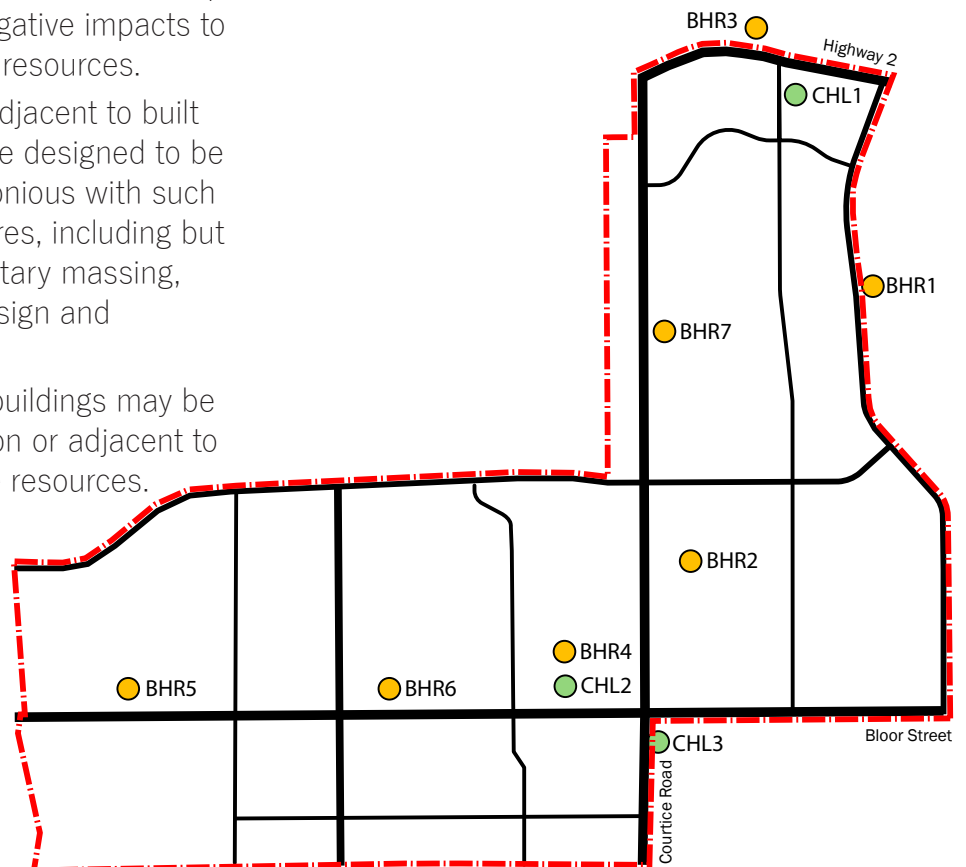 gative impacts to
resources.
djacent to built
e designed to be
onious with such
res, including but
tary massing,
sign and
buildings may be
on or adjacent to
resources.
BHR3
Highway 2
CHL1
BHR1
BHR7
BHR2
BHR4
BHR5
BHR6
CHL2
Bloor Street
CHL3
Courtice Road